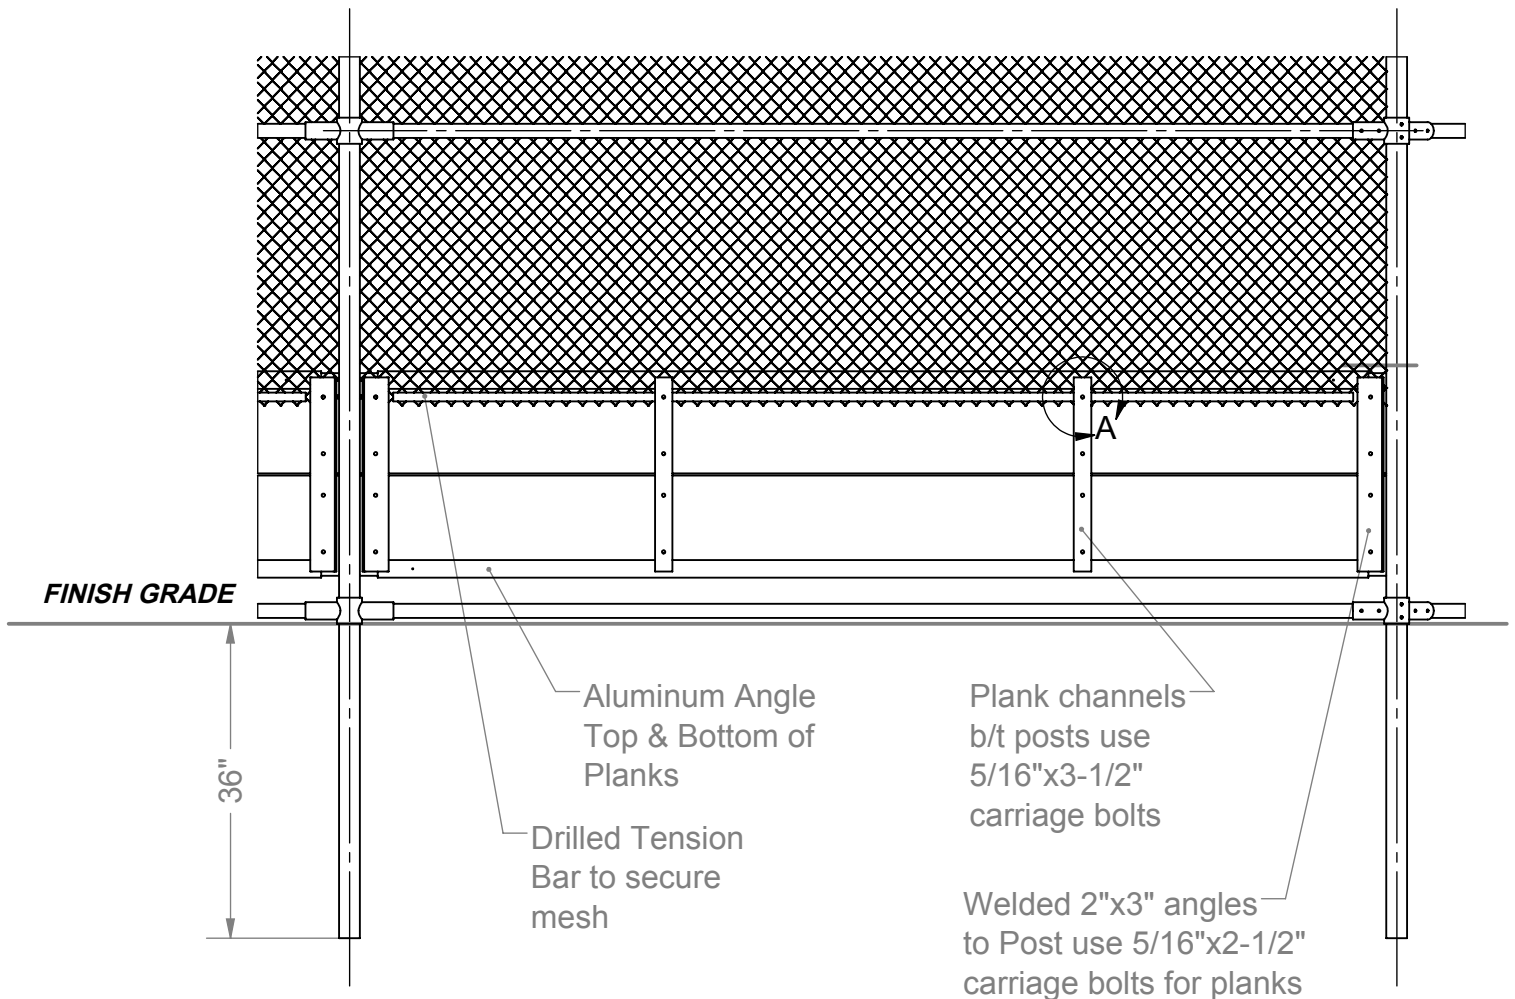 A
FINISH GRADE
36"
Aluminum Angle
Top & Bottom of
Planks
Drilled Tension
Bar to secure
mesh
Plank channels
b/t posts use
5/16"x3-1/2"
carriage bolts
Welded 2"x3" angles
to Post use 5/16"x2-1/2"
carriage bolts for planks